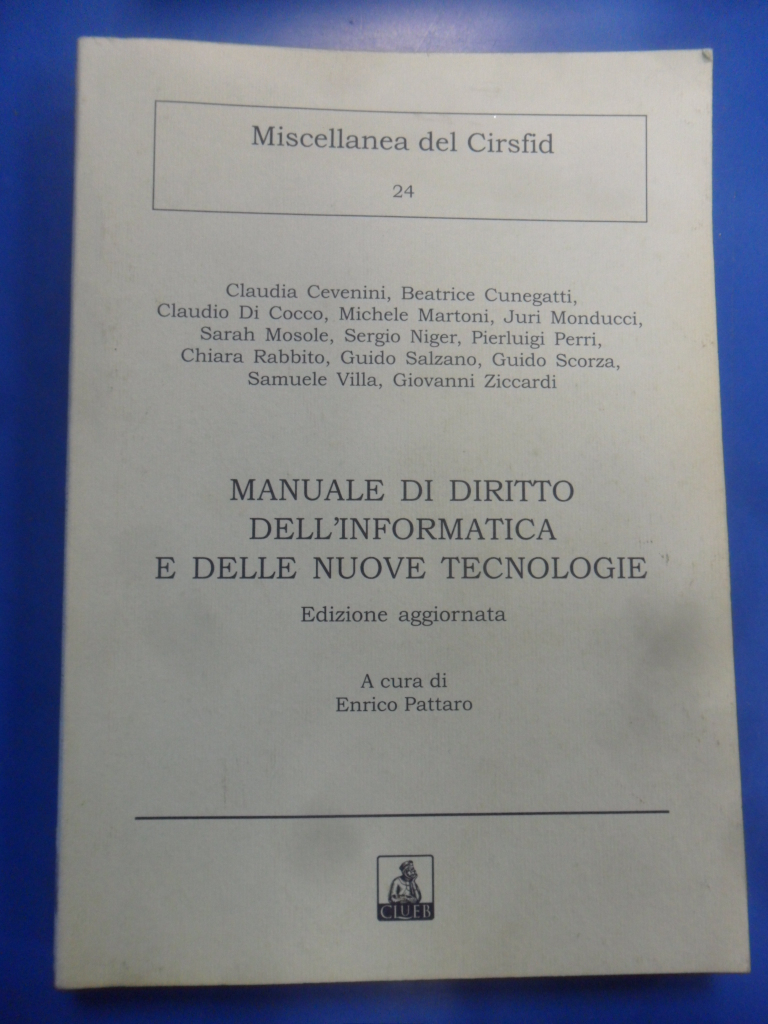 Miscellanea del Cirsfid
24
Claudia Cevenini, Beatrice Cunegatti,
Claudio Di Cocco, Michele Martoni, Juri Monducci,
Sarah Mosole, Sergio Niger, Pierluigi Perri,
Chiara Rabbito, Guido Salzano, Guido Scorza,
Samuele Villa, Giovanni Ziccardi
MANUALE DI DIRITTO
DELL'INFORMATICA
E DELLE NUOVE TECNOLOGIE
Edizione aggiornata
A cura di
Enrico Pattaro
CLUEB